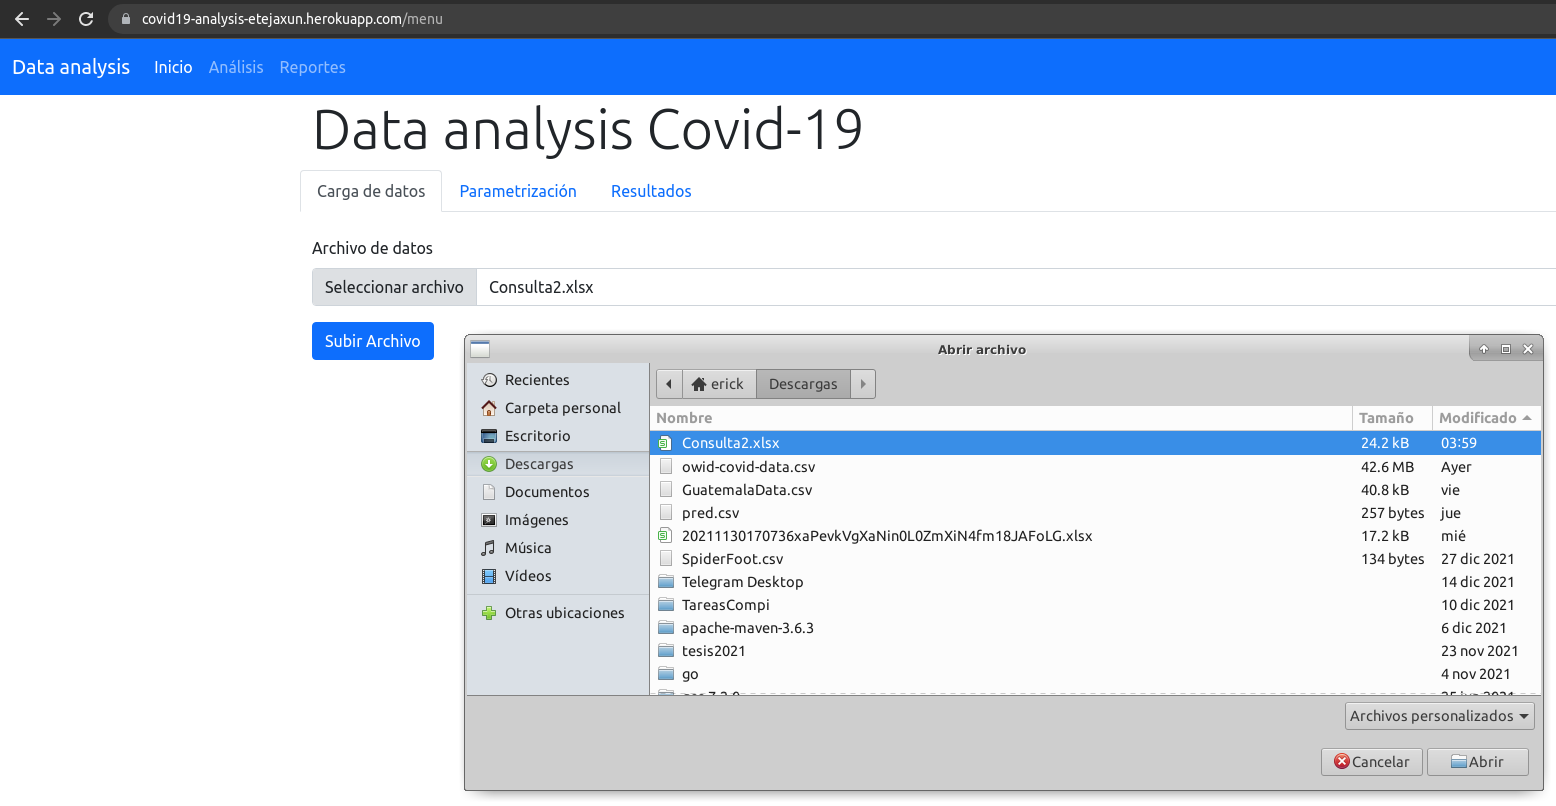 covid19-analysis-etejaxun.herokuapp.com/menu
Data analysis Inicio Análisis Reportes
Data analysis Covid-19
Carga de datos Parametrización Resultados
Archivo de datos
Seleccionar archivo Consulta2.xlsx
Subir Archivo
Abrir archivo
Recientes
Carpeta personal
Escritorio
Descargas
Documentos
Imágenes
Música
Vídeos
Otras ubicaciones
erick Descargas
Nombre Tamaño Modificado
Consulta2.xlsx 24.2 kB 03:59
owid-covid-data.csv 42.6 MB Ayer
GuatemalaData.csv 40.8 kB vie
pred.csv 257 bytes jue
20211130170736xaPevkVgXaNin0L0ZmXiN4fm18JAFoLG.xlsx 17.2 kB mié
SpiderFoot.csv 134 bytes 27 dic 2021
Telegram Desktop 14 dic 2021
TareasCompi 10 dic 2021
apache-maven-3.6.3 6 dic 2021
tesis2021 23 nov 2021
go 4 nov 2021
Archivos personalizados
Cancelar Abrir